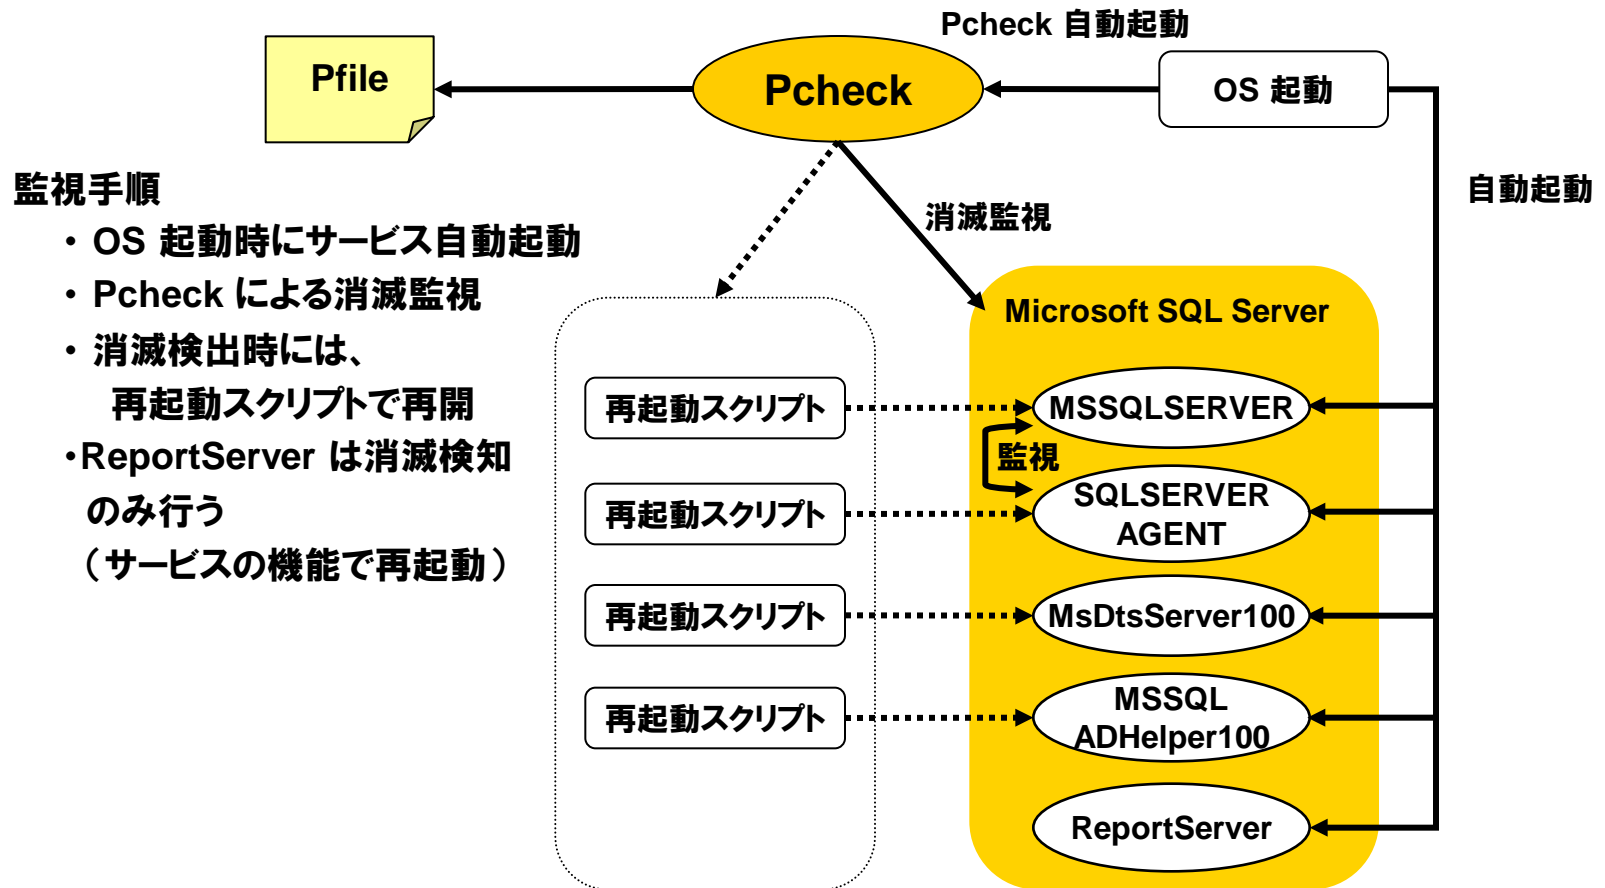 Pcheck 自動起動
Pfile
Pcheck
OS 起動
監視手順
・ OS 起動時にサービス自動起動
・ Pcheck による消滅監視
・ 消滅検出時には、
再起動スクリプトで再開
・ReportServer は消滅検知
のみ行う
（サービスの機能で再起動）
消滅監視
自動起動
Microsoft SQL Server
再起動スクリプト
MSSQLSERVER
監視
再起動スクリプト
SQLSERVER
AGENT
再起動スクリプト
MsDtsServer100
再起動スクリプト
MSSQL
ADHelper100
ReportServer